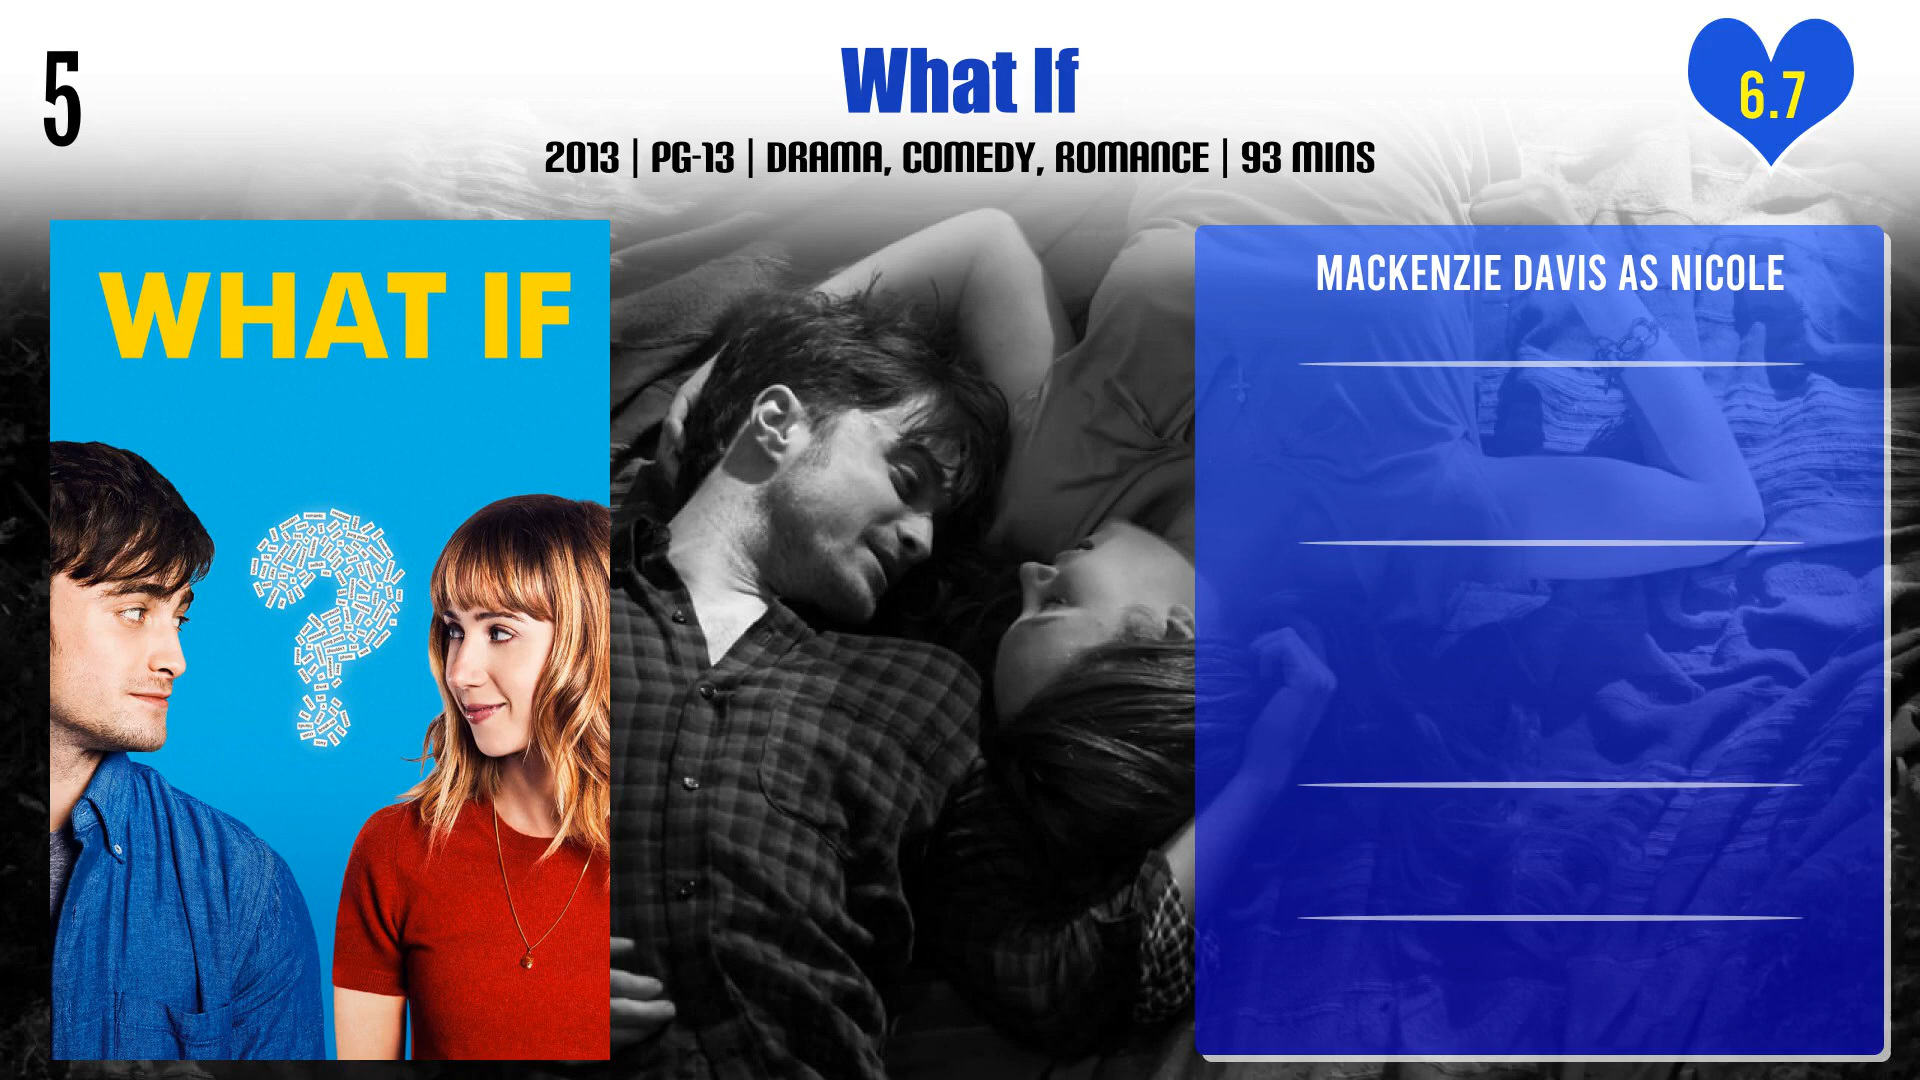 5
What If
6.7
2013 | PG-13 | DRAMA, COMEDY, ROMANCE | 93 MINS
WHAT IF
MACKENZIE DAVIS AS NICOLE